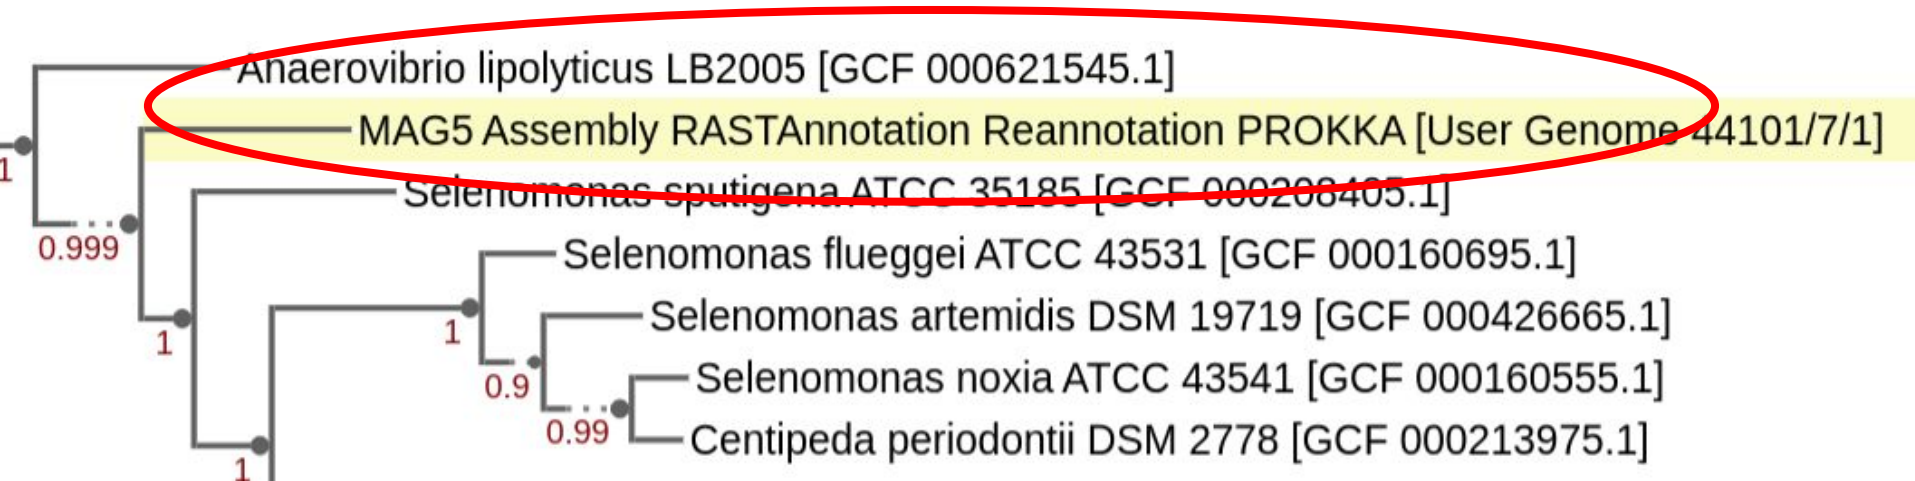 Anaerovibrio lipolyticus LB2005 [GCF 000621545.1]
MAG5 Assembly RASTAnnotation Reannotation PROKKA [User Genome 44101/7/1]
1
Selenomonas sputigena ATCC 35185 [GCF 000208405.1]
0.999
Selenomonas flueggei ATCC 43531 [GCF 000160695.1]
Selenomonas artemidis DSM 19719 [GCF 000426665.1]
1
1
Selenomonas noxia ATCC 43541 [GCF 000160555.1]
0.9
0.99
Centipeda periodontii DSM 2778 [GCF 000213975.1]
1